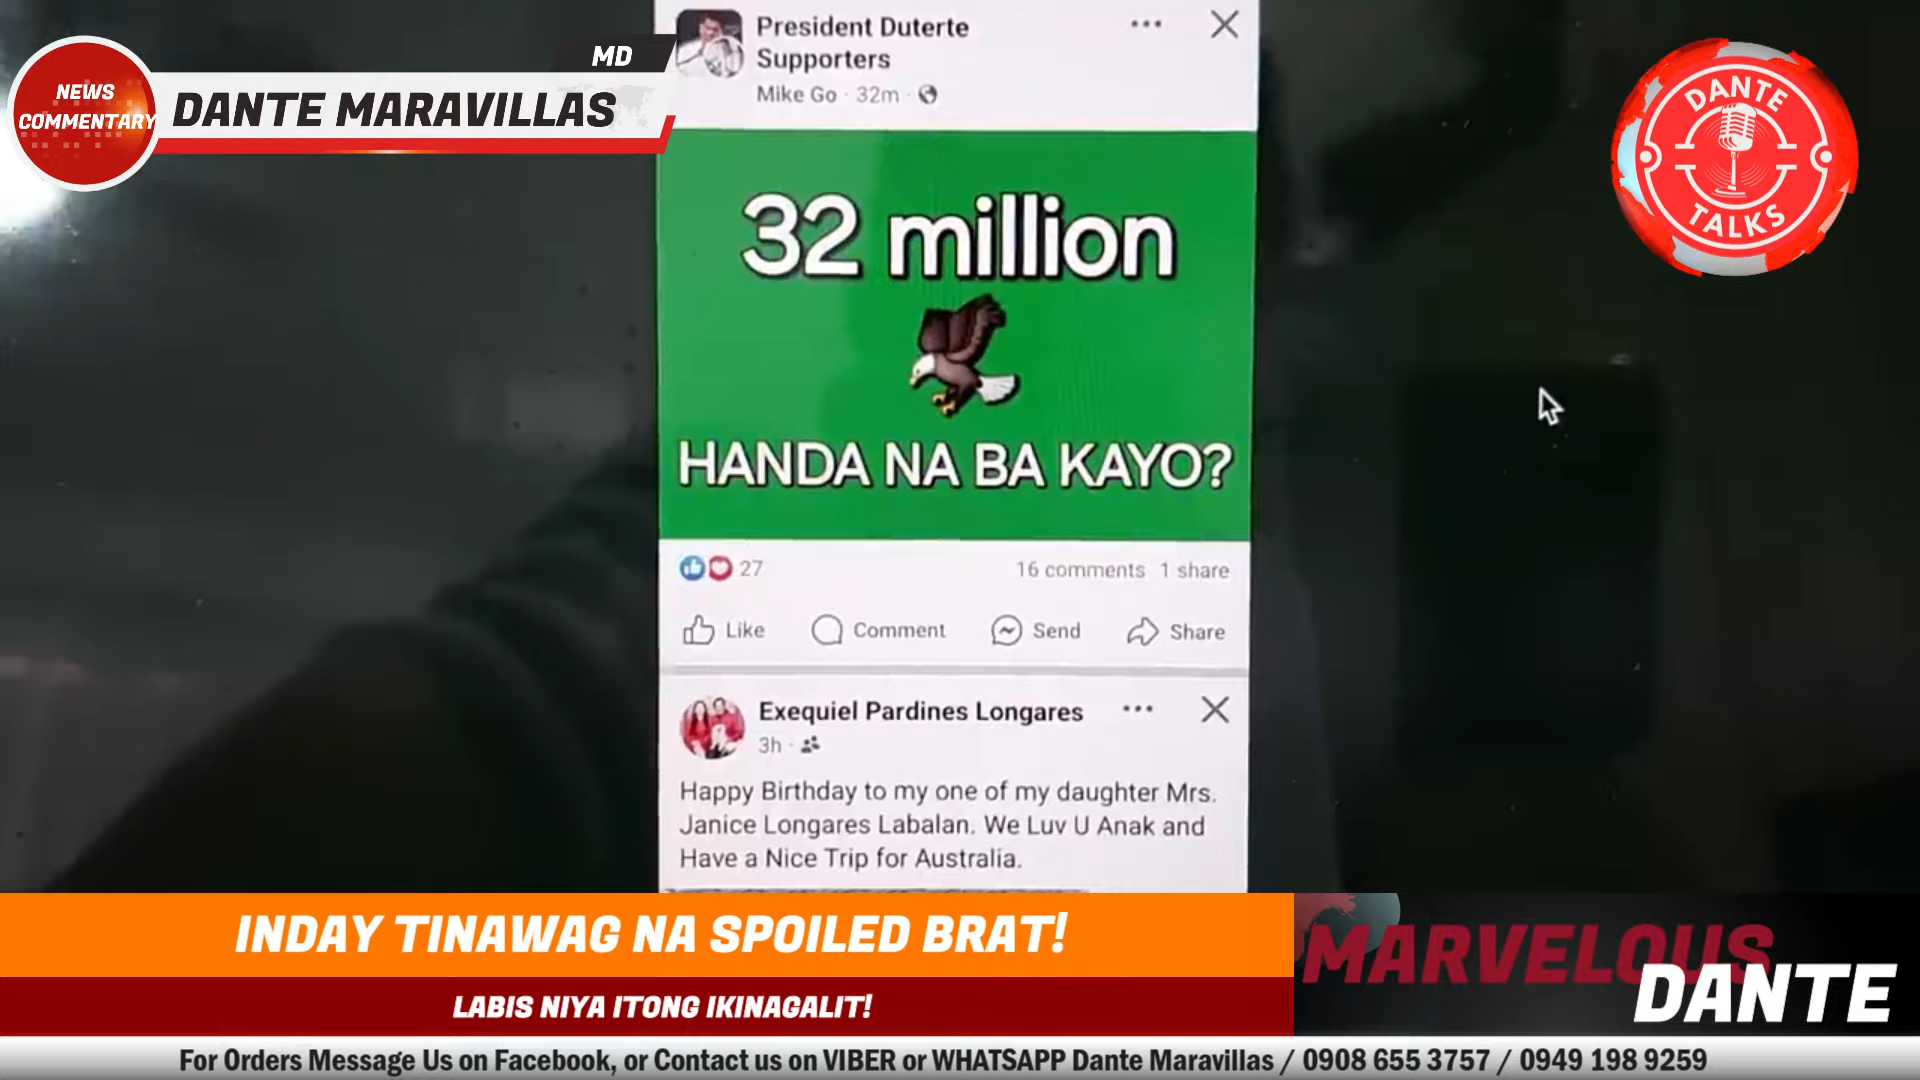 MD
NEWS
COMMENTARY
DANTE MARAVILLAS
President Duterte
Supporters
Mike Go · 32m ·
DANTE
TALKS
32 million
HANDA NA BA KAYO?
27
16 comments 1 share
Like
Comment
Send
Share
Exequiel Pardines Longares
3h ·
Happy Birthday to my one of my daughter Mrs.
Janice Longares Labalan. We Luv U Anak and
Have a Nice Trip for Australia.
INDAY TINAWAG NA SPOILED BRAT!
LABIS NIYA ITONG IKINAGALIT!
MARVELOUS
DANTE
For Orders Message Us on Facebook, or Contact us on VIBER or WHATSAPP Dante Maravillas / 0908 655 3757 / 0949 198 9259